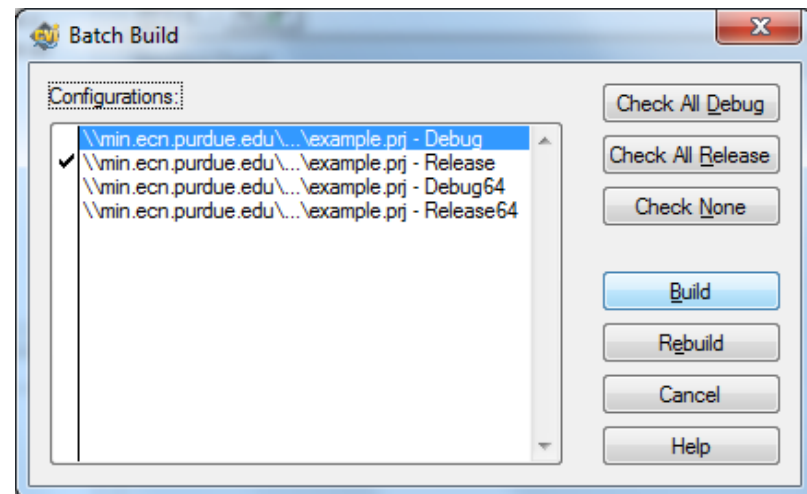 CVI Batch Build
X
Configurations:
\\min.ecn.purdue.edu\...\example.prj - Debug
\\min.ecn.purdue.edu\...\example.prj - Release
\\min.ecn.purdue.edu\...\example.prj - Debug64
\\min.ecn.purdue.edu\...\example.prj - Release64
Check All Debug
Check All Release
Check None
Build
Rebuild
Cancel
Help